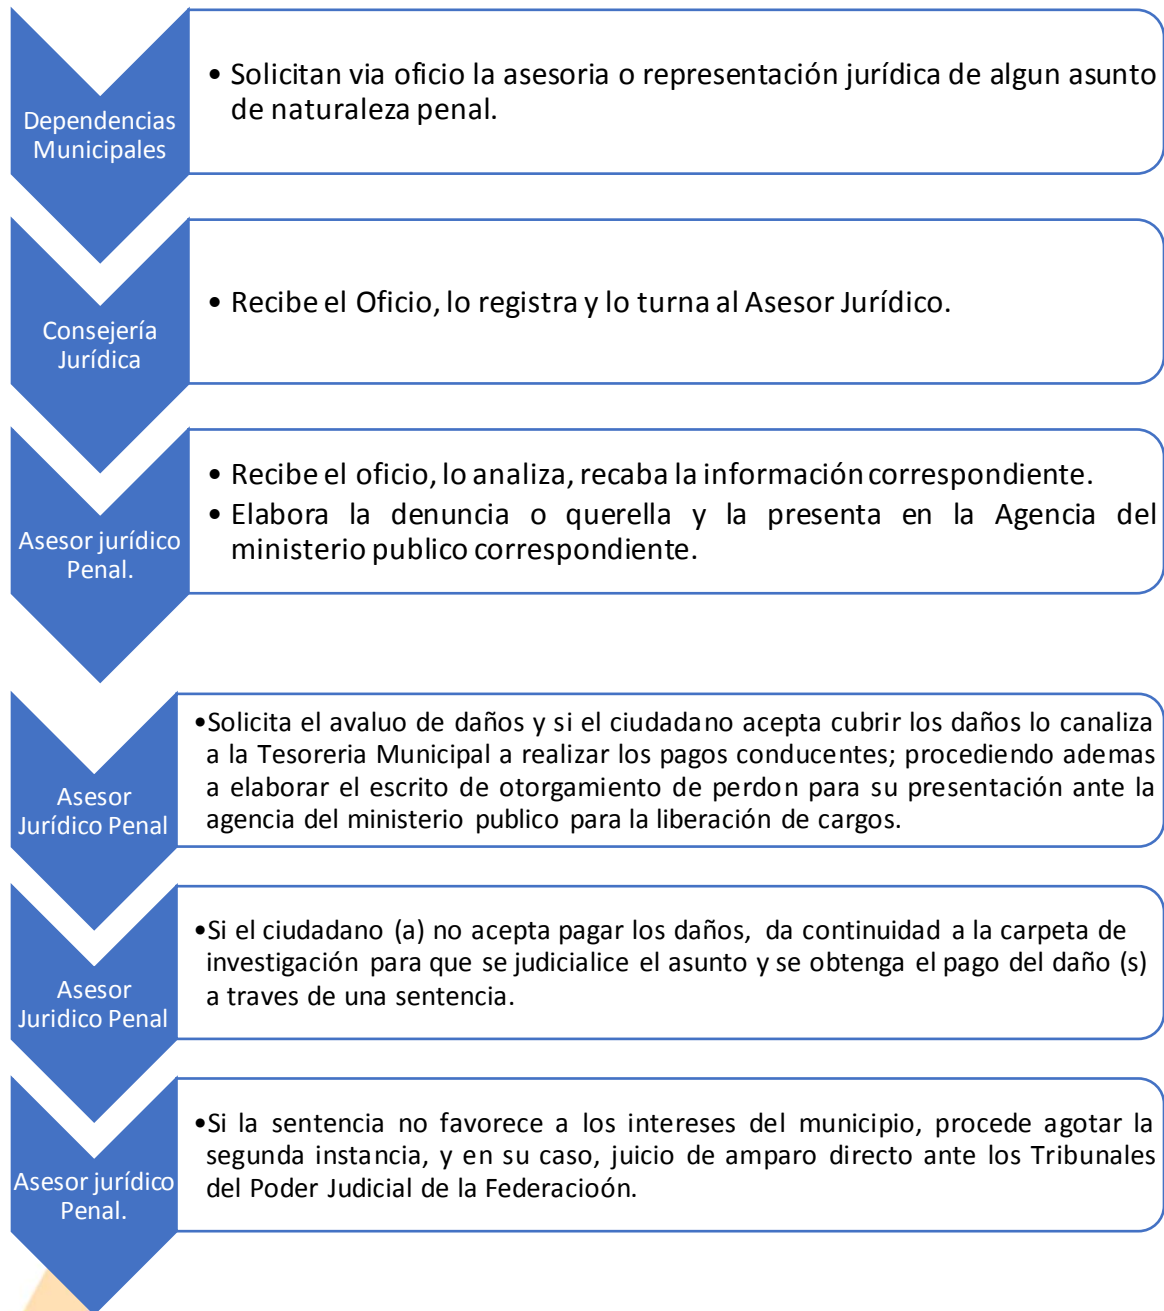 Dependencias
Municipales
• Solicitan via oficio la asesoria o representación jurídica de algun asunto
de naturaleza penal.
Consejería
Jurídica
• Recibe el Oficio, lo registra y lo turna al Asesor Jurídico.
Asesor jurídico
Penal.
• Recibe el oficio, lo analiza, recaba la información correspondiente.
• Elabora la denuncia o querella y la presenta en la Agencia del
ministerio publico correspondiente.
Asesor
Jurídico Penal
•Solicita el avaluo de daños y si el ciudadano acepta cubrir los daños lo canaliza
a la Tesoreria Municipal a realizar los pagos conducentes; procediendo ademas
a elaborar el escrito de otorgamiento de perdon para su presentación ante la
agencia del ministerio publico para la liberación de cargos.
Asesor
Juridico Penal
•Si el ciudadano (a) no acepta pagar los daños, da continuidad a la carpeta de
investigación para que se judicialice el asunto y se obtenga el pago del daño (s)
a traves de una sentencia.
Asesor jurídico
Penal.
•Si la sentencia no favorece a los intereses del municipio, procede agotar la
segunda instancia, y en su caso, juicio de amparo directo ante los Tribunales
del Poder Judicial de la Federacioón.